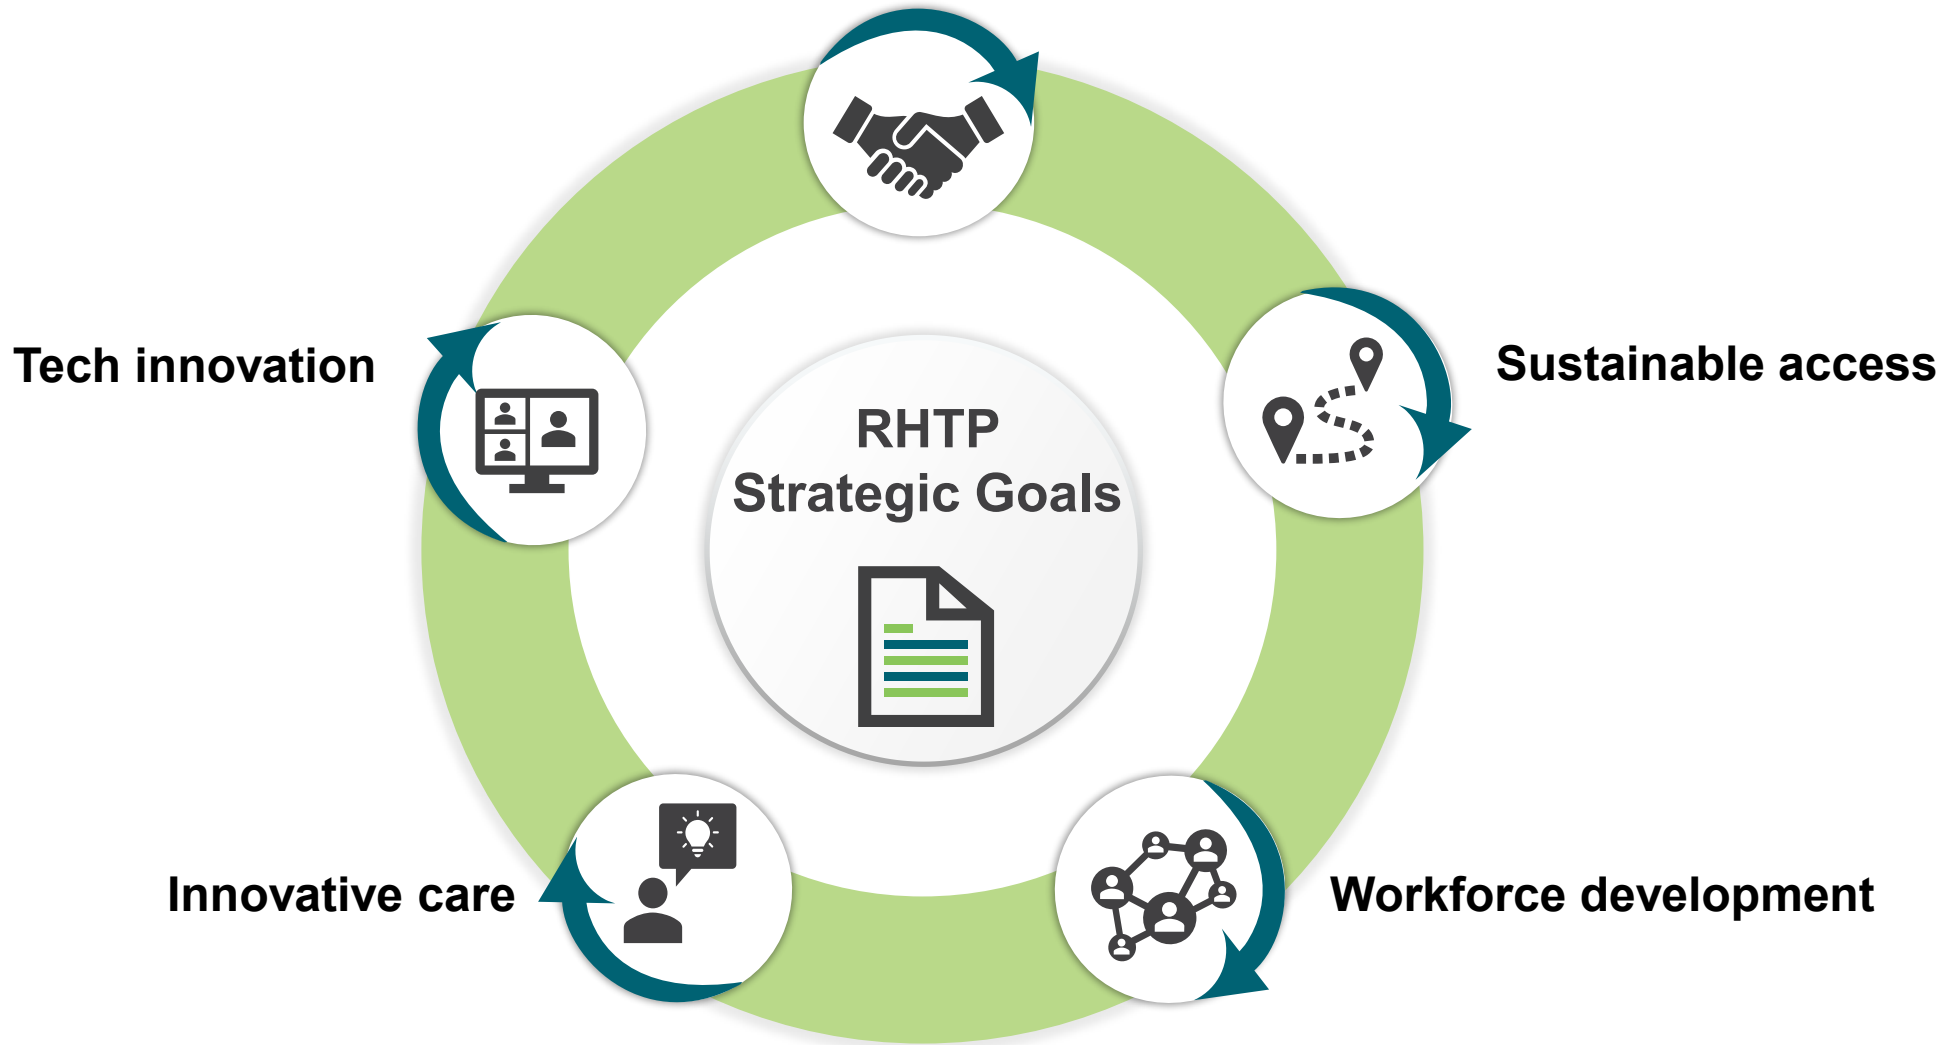 Tech innovation
Sustainable access
RHTP
Strategic Goals
Innovative care
Workforce development